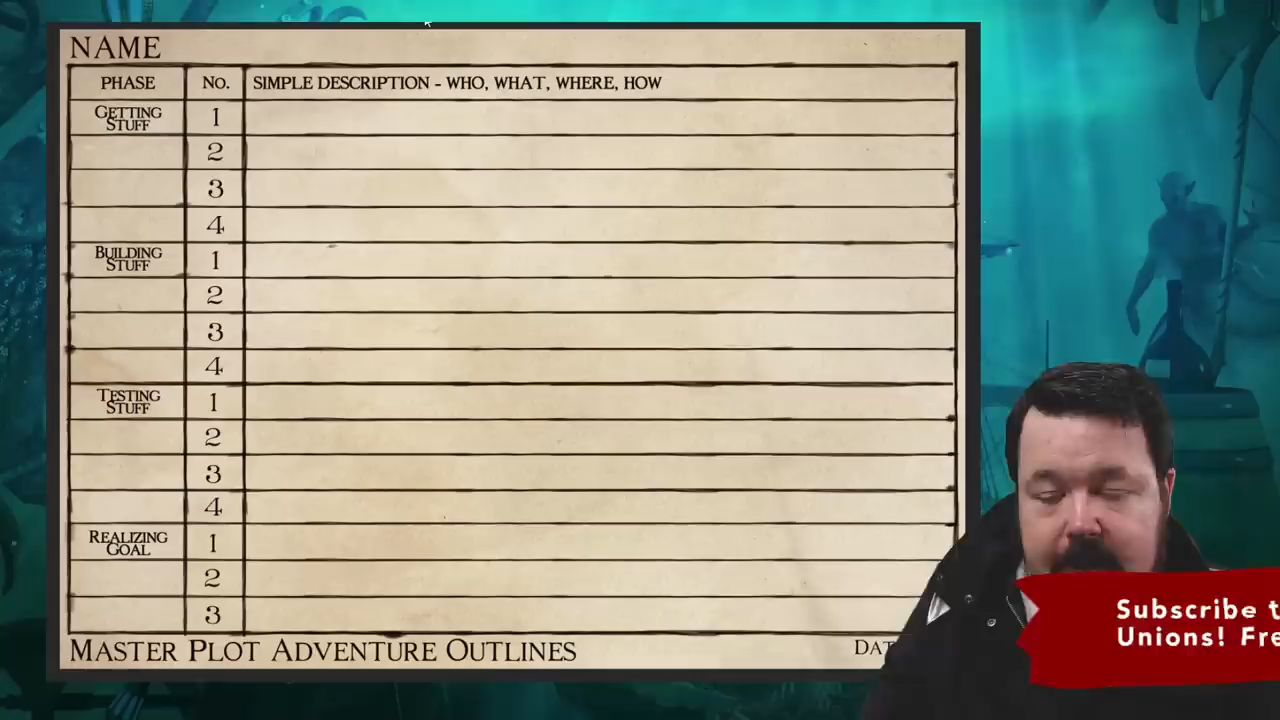 NAME
PHASE No. SIMPLE DESCRIPTION - WHO, WHAT, WHERE, HOW
GETTING STUFF 1
2
3
4
BUILDING STUFF 1
2
3
4
TESTING STUFF 1
2
3
4
REALIZING GOAL 1
2
3
MASTER PLOT ADVENTURE OUTLINES
Subscribe
Unions!